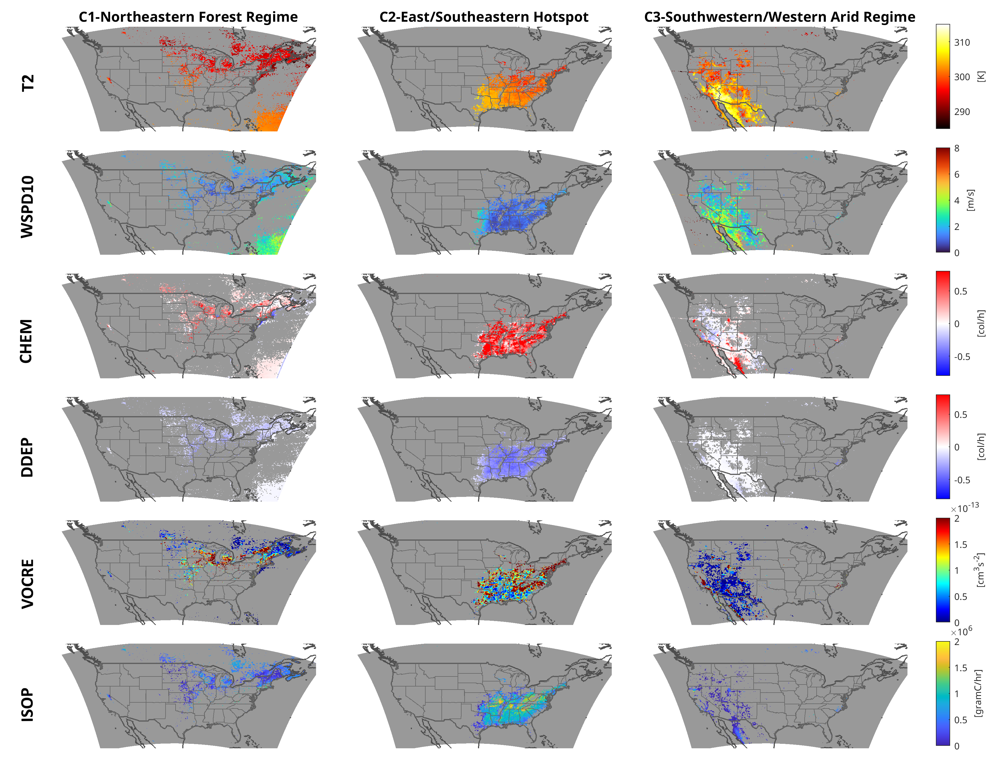 C1-Northeastern Forest Regime C2-East/Southeastern Hotspot C3-Southwestern/Western Arid Regime
T2
310
300
290
[K]
WSPD10
8
6
4
2
0
[m/s]
CHEM
0.5
0
-0.5
[col/h]
DDEP
0.5
0
-0.5
[col/h]
VOCRE
×10-13
2
1.5
1
0.5
0
[cm3s-2]
ISOP
×106
2
1.5
1
0.5
0
[gramC/hr]